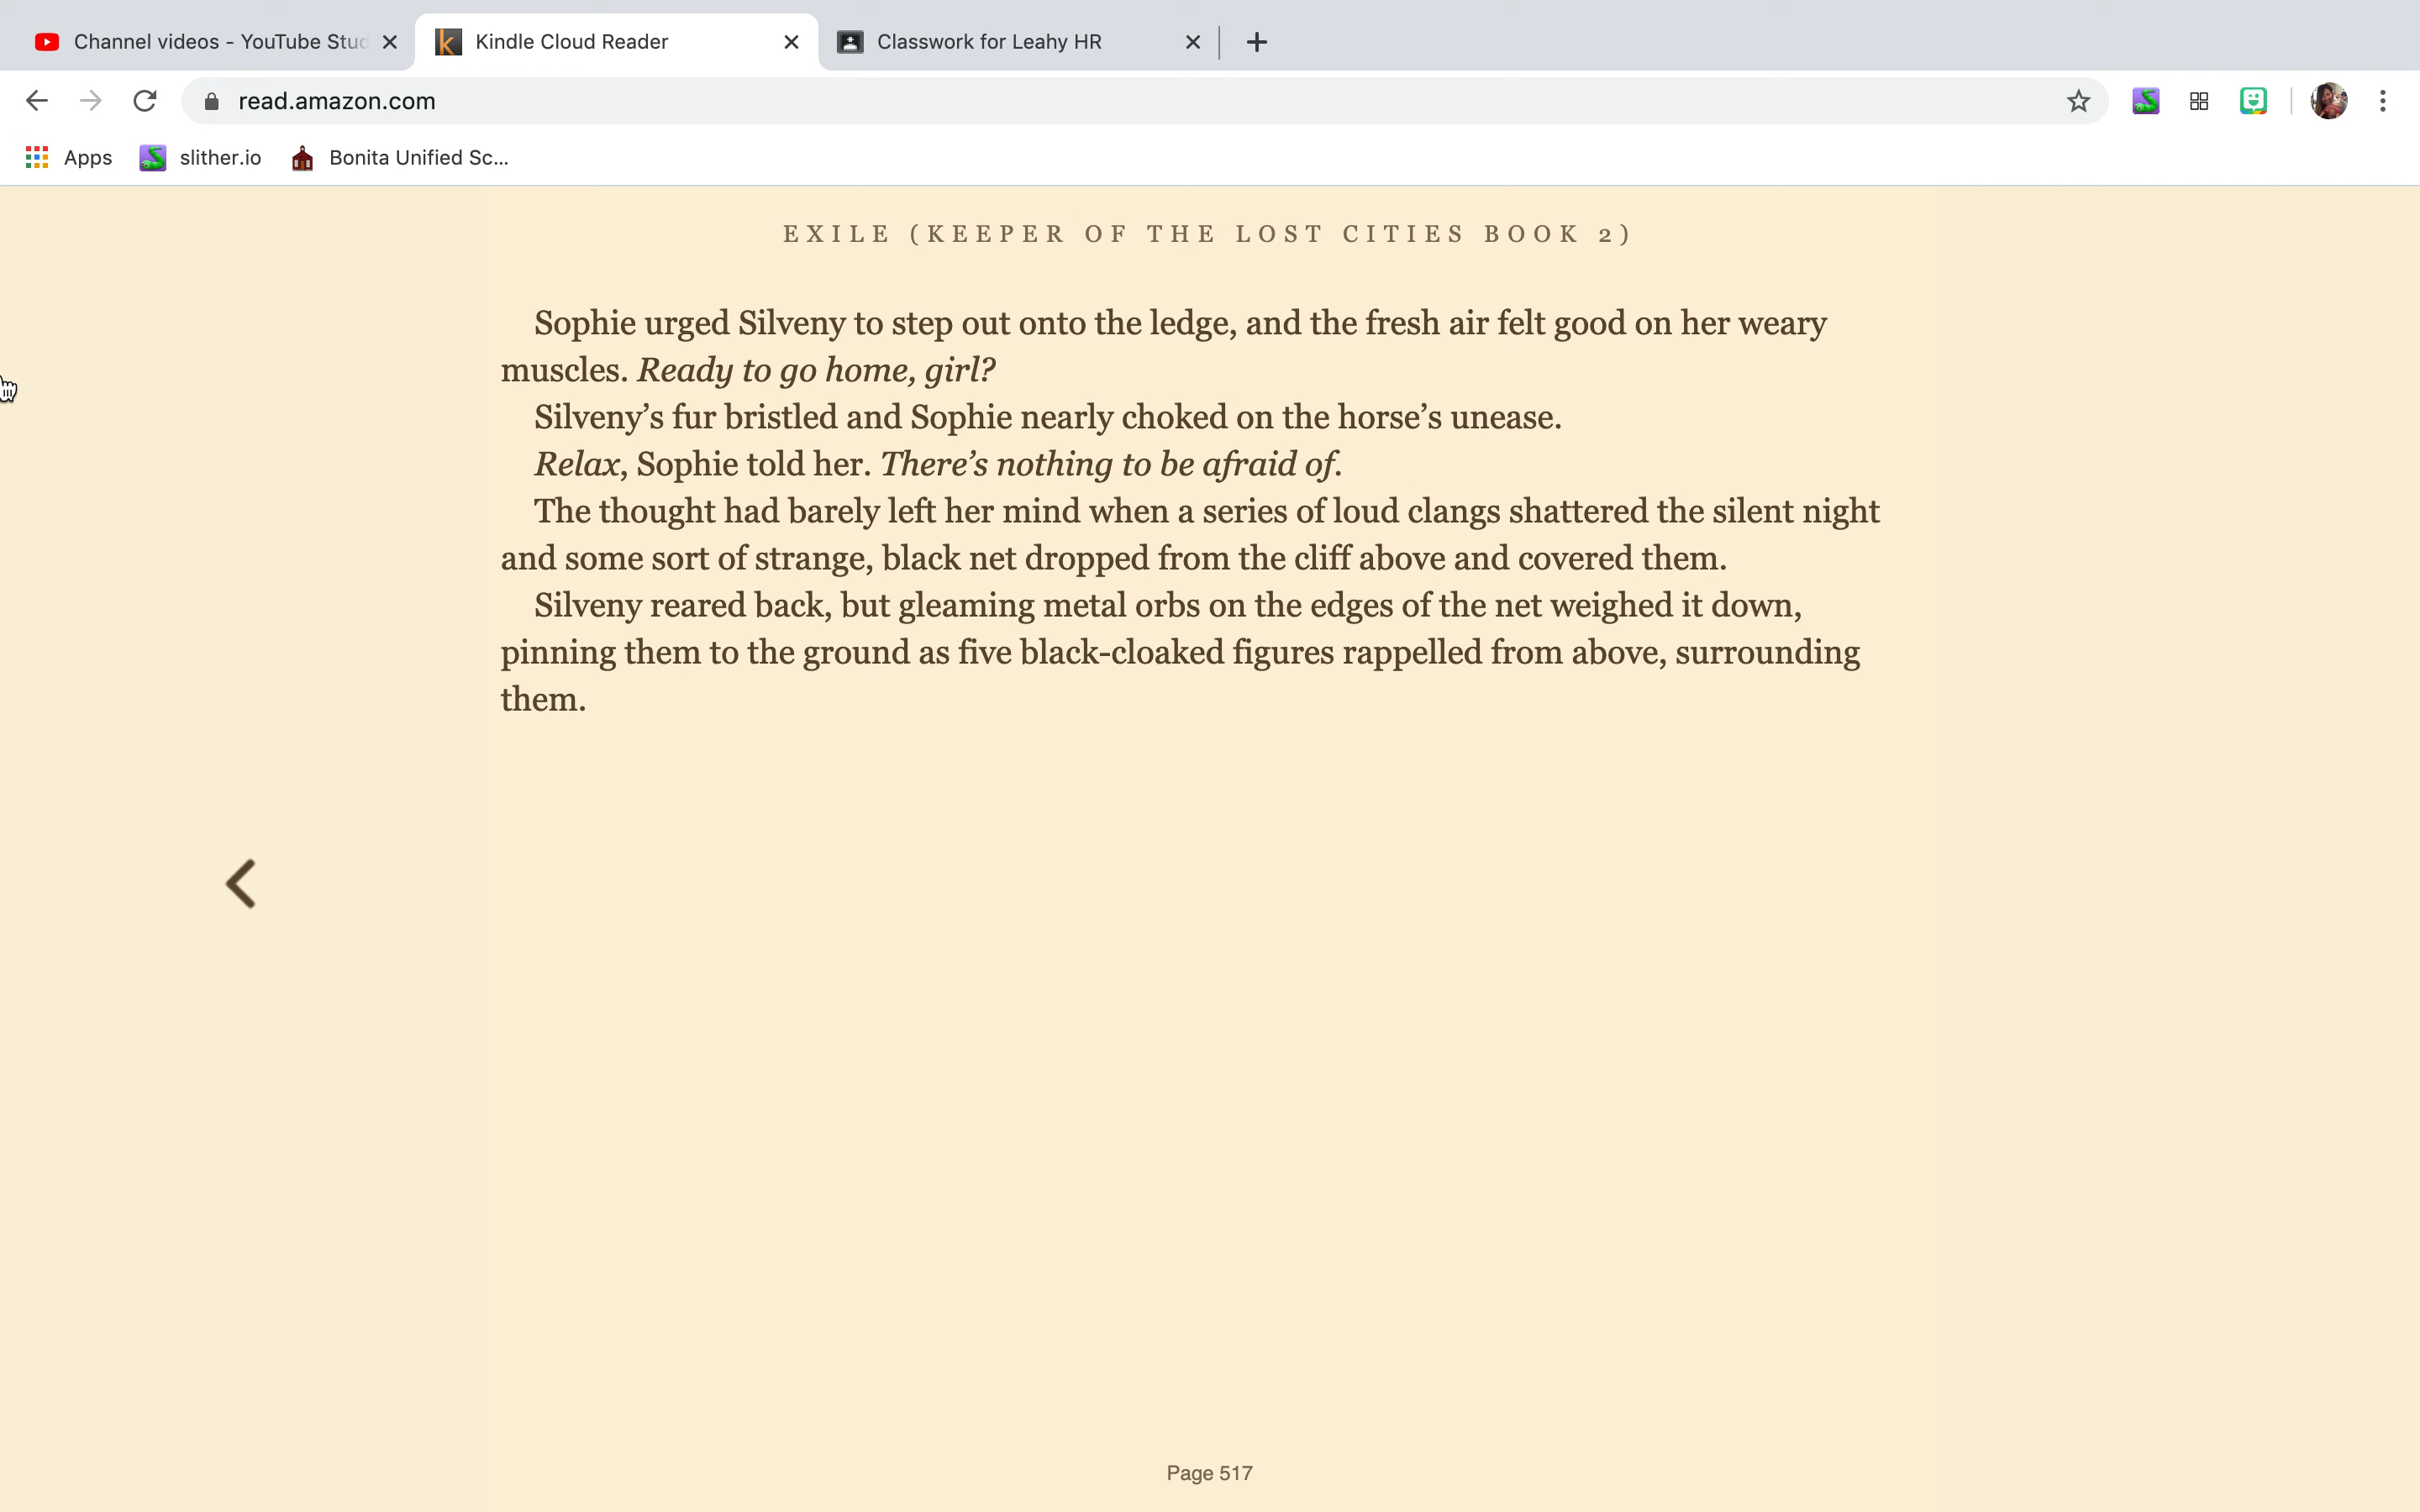 Channel videos - YouTube Stud
Kindle Cloud Reader
Classwork for Leahy HR
read.amazon.com
Apps
slither.io
Bonita Unified Sc...
EXILE (KEEPER OF THE LOST CITIES BOOK 2)
Sophie urged Silveny to step out onto the ledge, and the fresh air felt good on her weary
muscles. Ready to go home, girl?
Silveny’s fur bristled and Sophie nearly choked on the horse’s unease.
Relax, Sophie told her. There’s nothing to be afraid of.
The thought had barely left her mind when a series of loud clangs shattered the silent night
and some sort of strange, black net dropped from the cliff above and covered them.
Silveny reared back, but gleaming metal orbs on the edges of the net weighed it down,
pinning them to the ground as five black-cloaked figures rappelled from above, surrounding
them.
Page 517